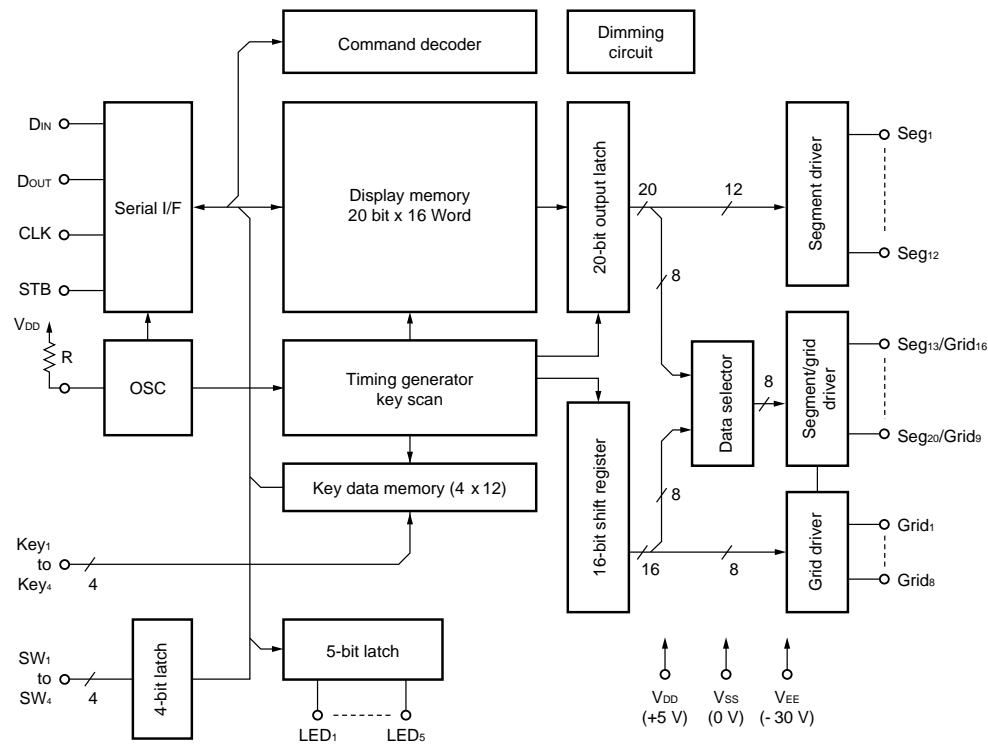 Command decoder
Dimming
circuit
DIN
DOUT
CLK
STB
Serial I/F
Display memory
20 bit x 16 Word
20-bit output latch
20
12
8
Segment driver
Seg1
Seg12
VDD
R
OSC
Timing generator
key scan
Key data memory (4 x 12)
16-bit shift register
16
8
8
Data selector
8
Segment/grid
driver
Seg13/Grid16
Seg20/Grid9
Grid driver
Grid1
Grid8
Key1
to
Key4
4
SW1
to
SW4
4
4-bit latch
5-bit latch
LED1
LED5
VDD
(+5 V)
VSS
(0 V)
VEE
(- 30 V)